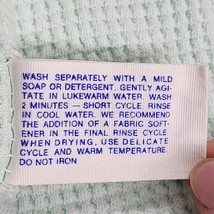 WASH SEPARATELY WITH A MILD
SOAP OR DETERGENT. GENTLY AGI-
TATE IN LUKEWARM WATER. WASH
2 MINUTES — SHORT CYCLE. RINSE
IN COOL WATER. WE RECOMMEND
THE ADDITION OF A FABRIC SOFT-
ENER IN THE FINAL RINSE CYCLE.
WHEN DRYING, USE DELICATE
CYCLE AND WARM TEMPERATURE.
DO NOT IRON.